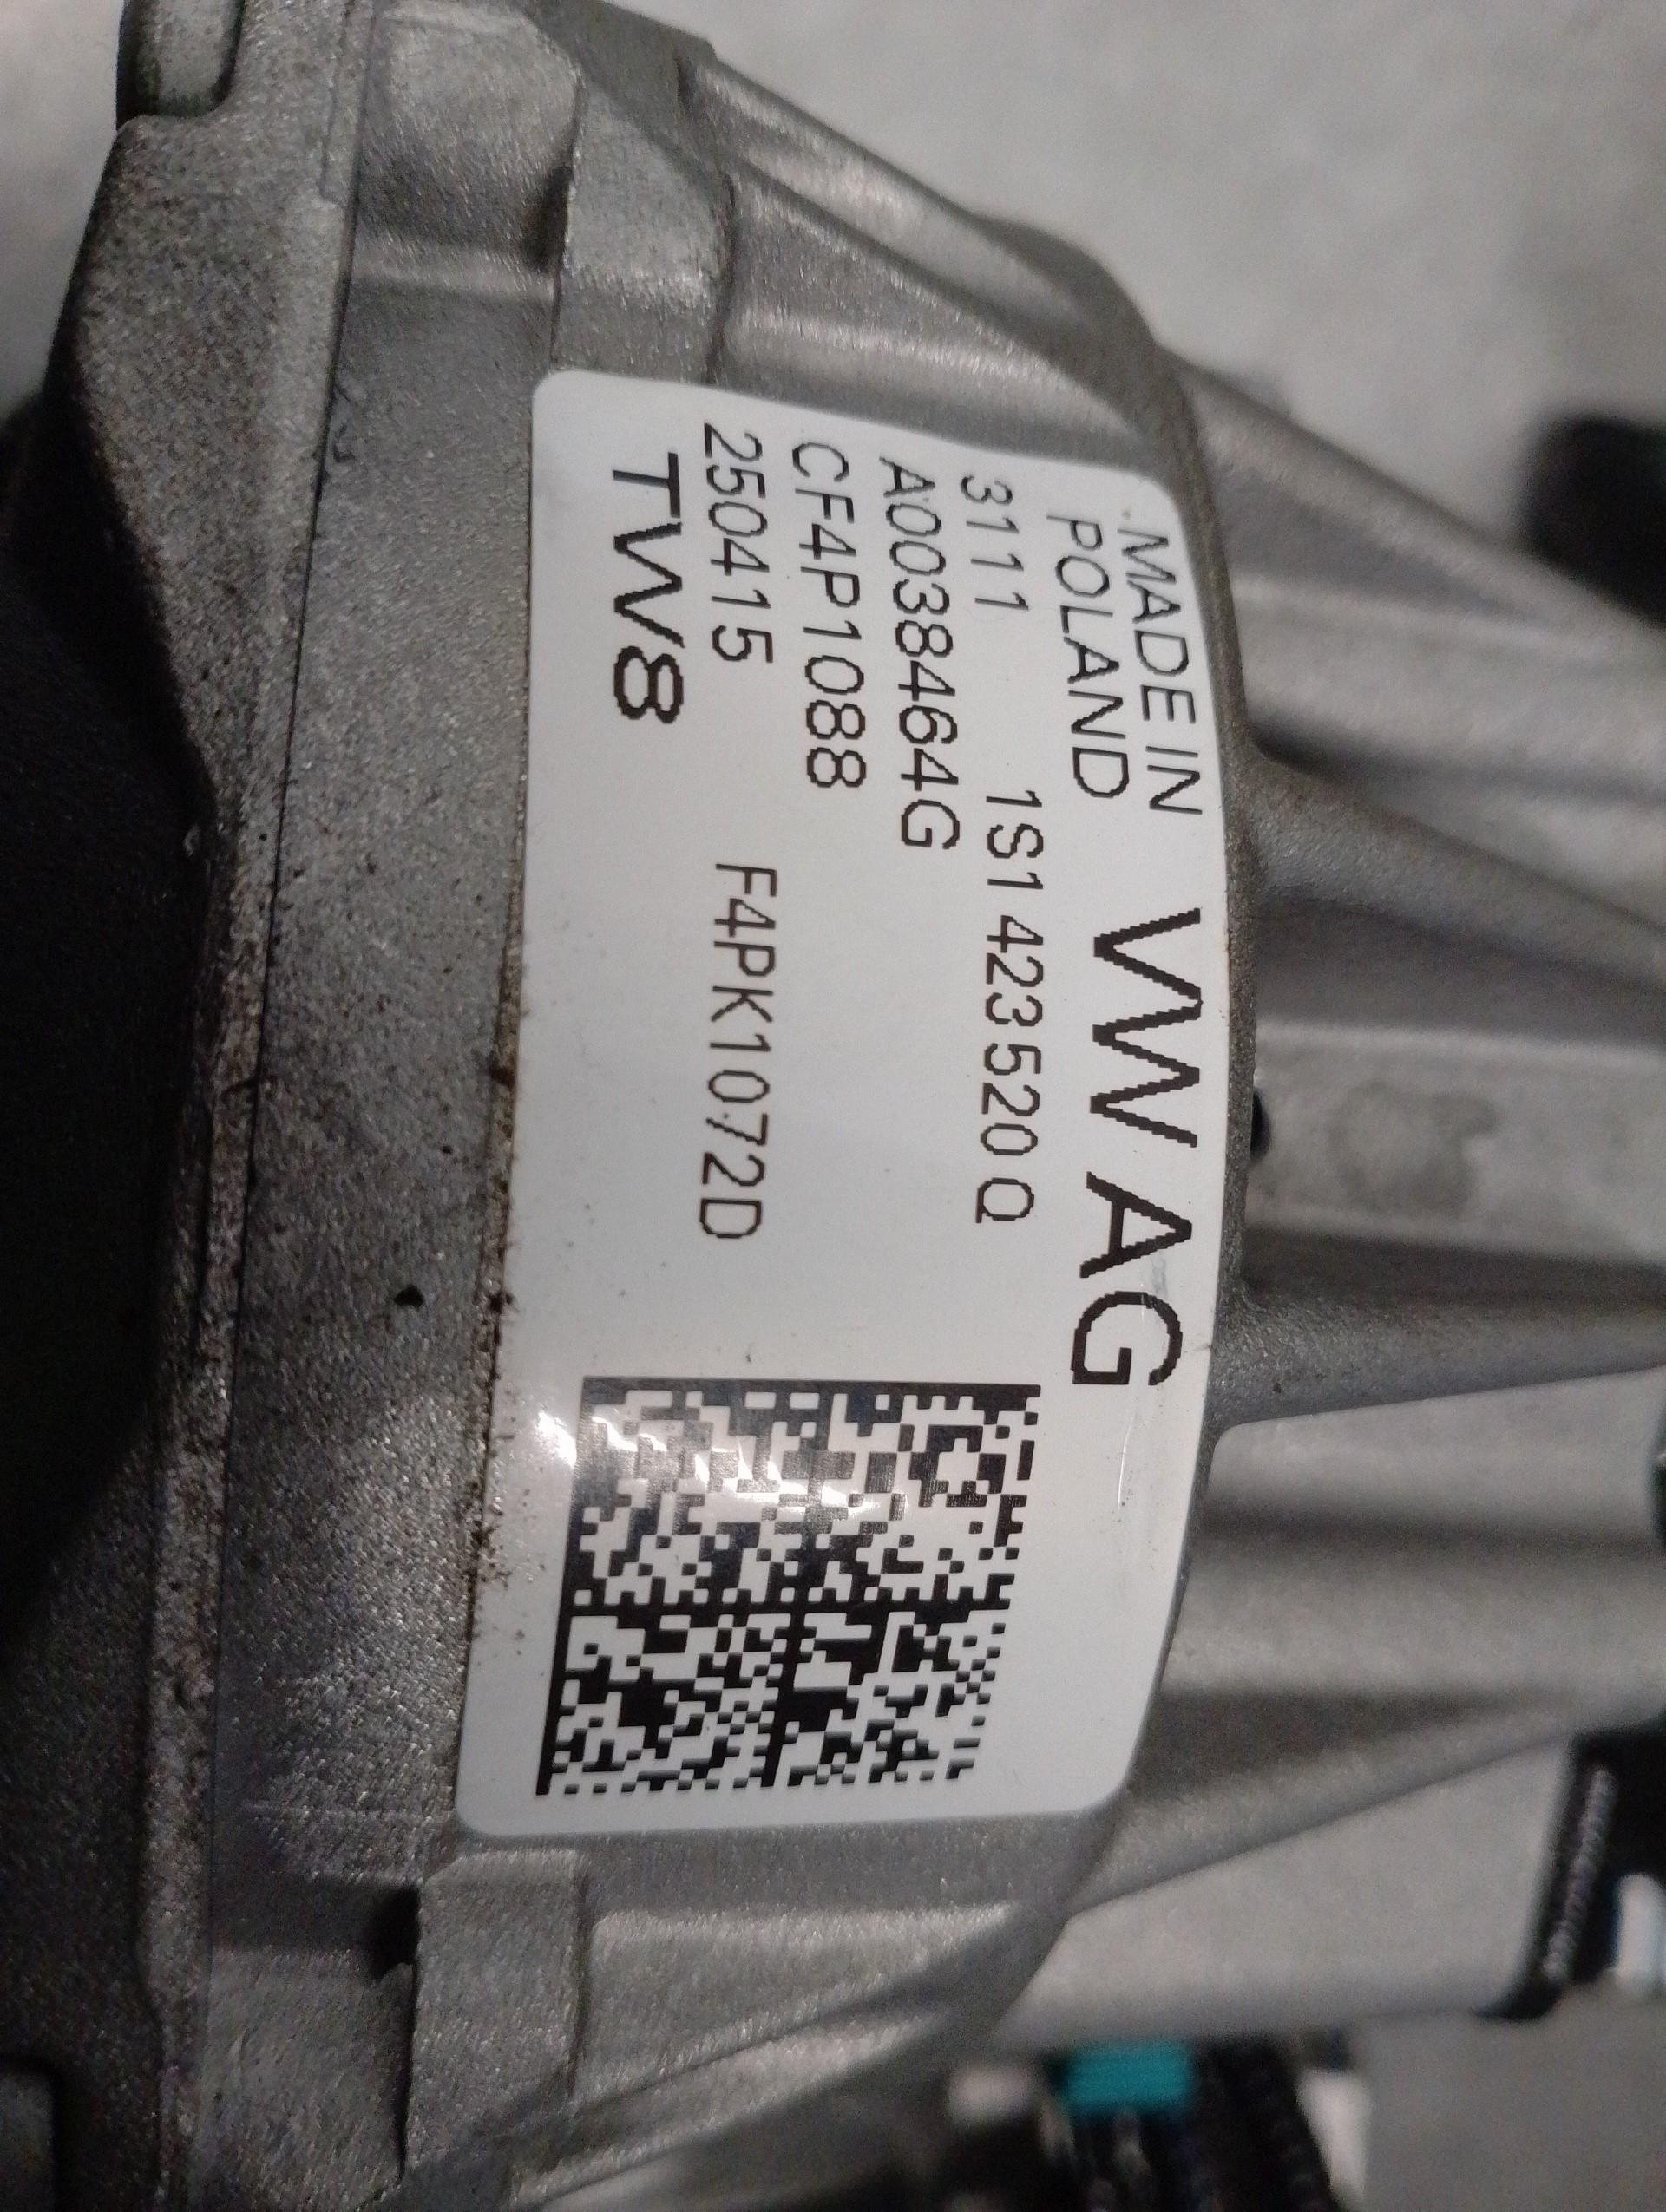 MADE IN
POLAND
VW AG
3111 1S1 423 520 Q
A0038464G
CF4P1088
250415 F4PK1072D
TW8